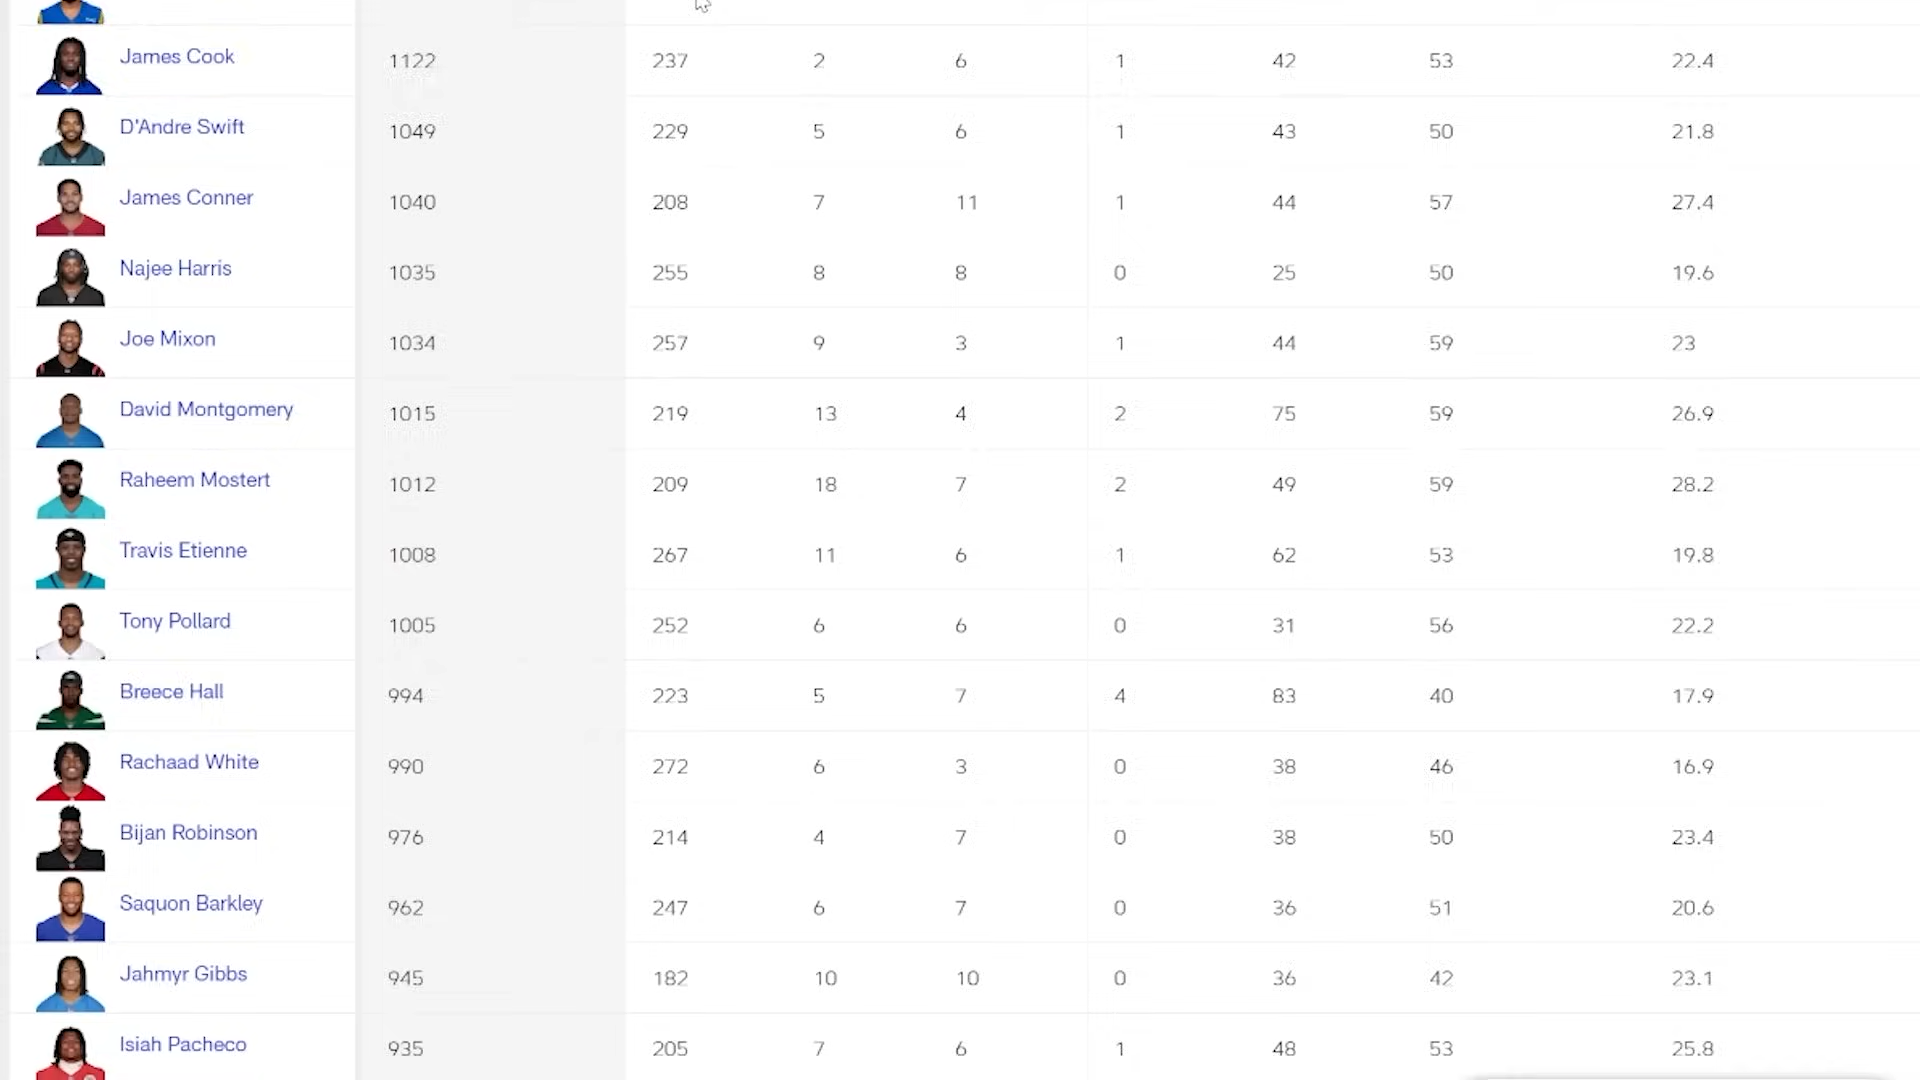 James Cook 1122 237 2 6 1 42 53 22.4
D'Andre Swift 1049 229 5 6 1 43 50 21.8
James Conner 1040 208 7 11 1 44 57 27.4
Najee Harris 1035 255 8 8 0 25 50 19.6
Joe Mixon 1034 257 9 3 1 44 59 23
David Montgomery 1015 219 13 4 2 75 59 26.9
Raheem Mostert 1012 209 18 7 2 49 59 28.2
Travis Etienne 1008 267 11 6 1 62 53 19.8
Tony Pollard 1005 252 6 6 0 31 56 22.2
Breece Hall 994 223 5 7 4 83 40 17.9
Rachaad White 990 272 6 3 0 38 46 16.9
Bijan Robinson 976 214 4 7 0 38 50 23.4
Saquon Barkley 962 247 6 7 0 36 51 20.6
Jahmyr Gibbs 945 182 10 10 0 36 42 23.1
Isiah Pacheco 935 205 7 6 1 48 53 25.8